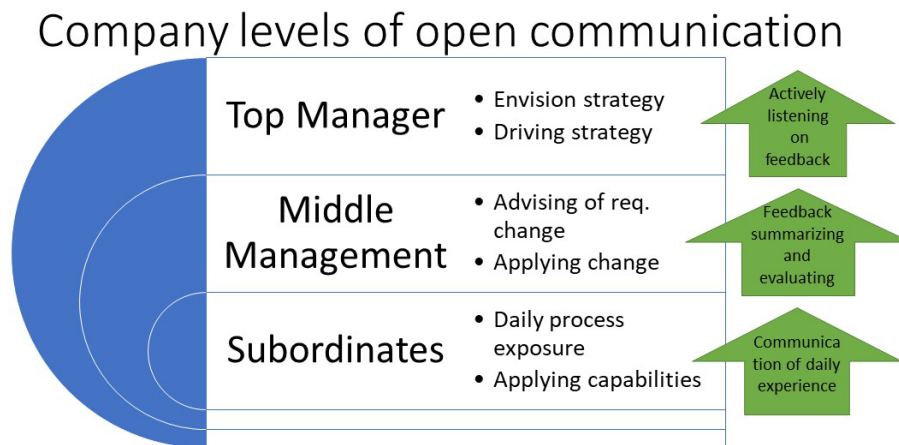 Company levels of open communication
Top Manager
• Envision strategy
• Driving strategy
Actively
listening
on
feedback
Middle
Management
• Advising of req.
change
• Applying change
Feedback
summarizing
and
evaluating
Subordinates
• Daily process
exposure
• Applying capabilities
Communica
tion of daily
experience